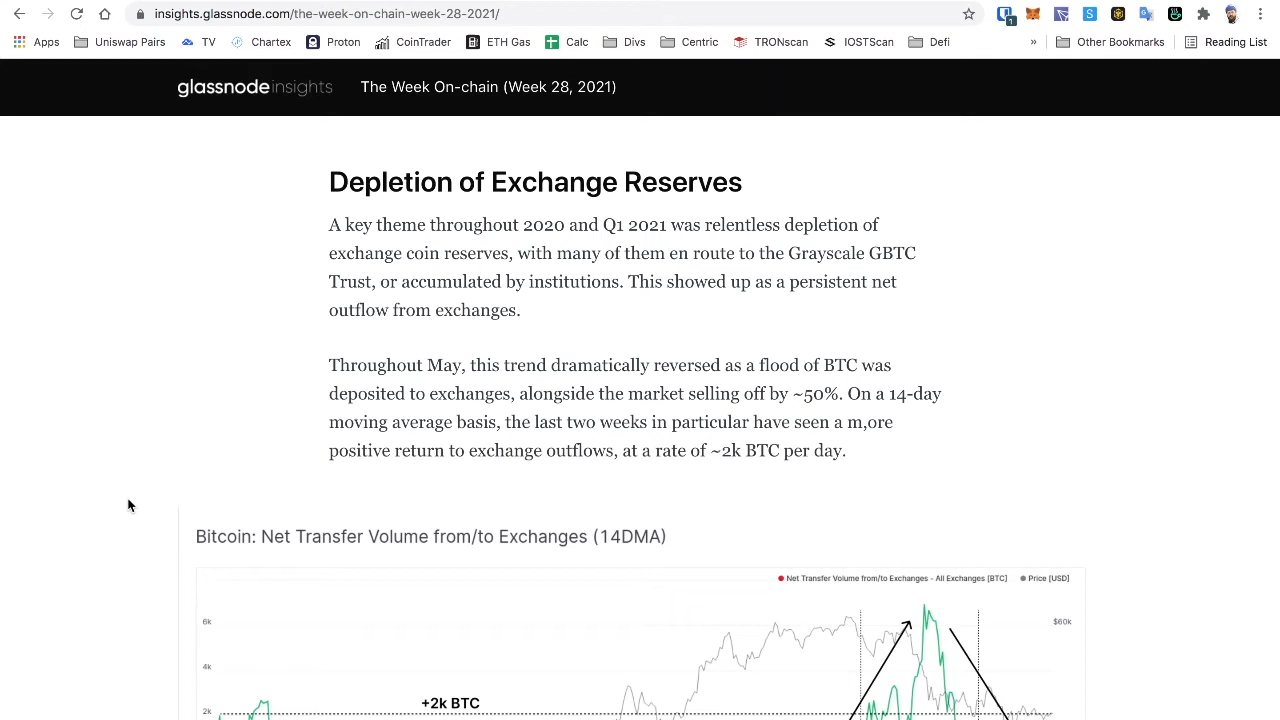 insights.glassnode.com/the-week-on-chain-week-28-2021/
1
Apps Uniswap Pairs TV Chartex Proton CoinTrader ETH Gas Calc Divs Centric TRONscan IOSTScan Defi » Other Bookmarks Reading List
glassnodeinsights The Week On-chain (Week 28, 2021)
Depletion of Exchange Reserves
A key theme throughout 2020 and Q1 2021 was relentless depletion of
exchange coin reserves, with many of them en route to the Grayscale GBTC
Trust, or accumulated by institutions. This showed up as a persistent net
outflow from exchanges.
Throughout May, this trend dramatically reversed as a flood of BTC was
deposited to exchanges, alongside the market selling off by ~50%. On a 14-day
moving average basis, the last two weeks in particular have seen a m,ore
positive return to exchange outflows, at a rate of ~2k BTC per day.
Bitcoin: Net Transfer Volume from/to Exchanges (14DMA)
Net Transfer Volume from/to Exchanges - All Exchanges [BTC] Price [USD]
6k $60k
4k
+2k BTC
2k